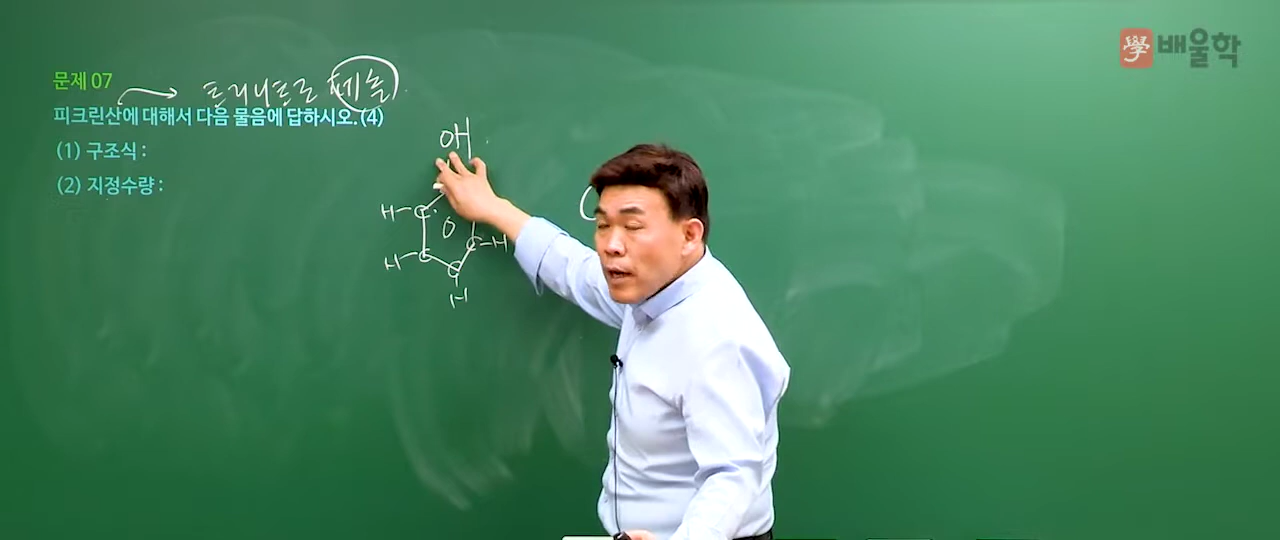 學 배울학
문제 07
트리니트로 페놀
피크린산에 대해서 다음 물음에 답하시오. (4)
(1) 구조식 :
(2) 지정수량 :
H C
O
C H
H C
C
H